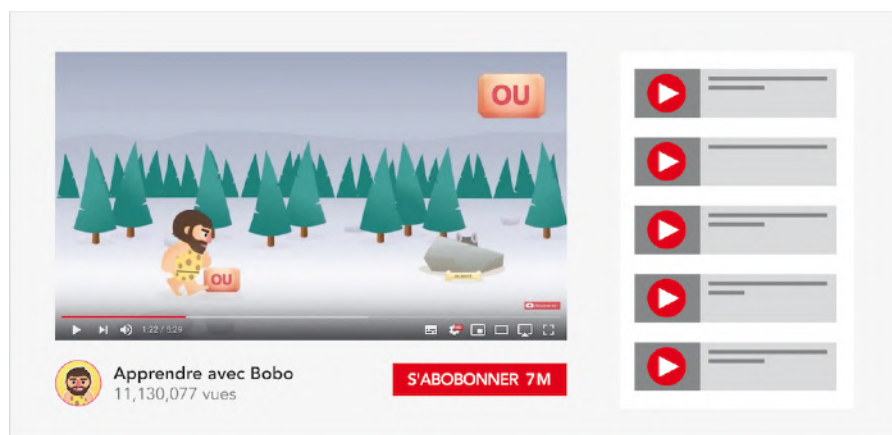 OU
OU
1:22 / 5:29
Apprendre avec Bobo
11,130,077 vues
S'ABOBONNER 7M